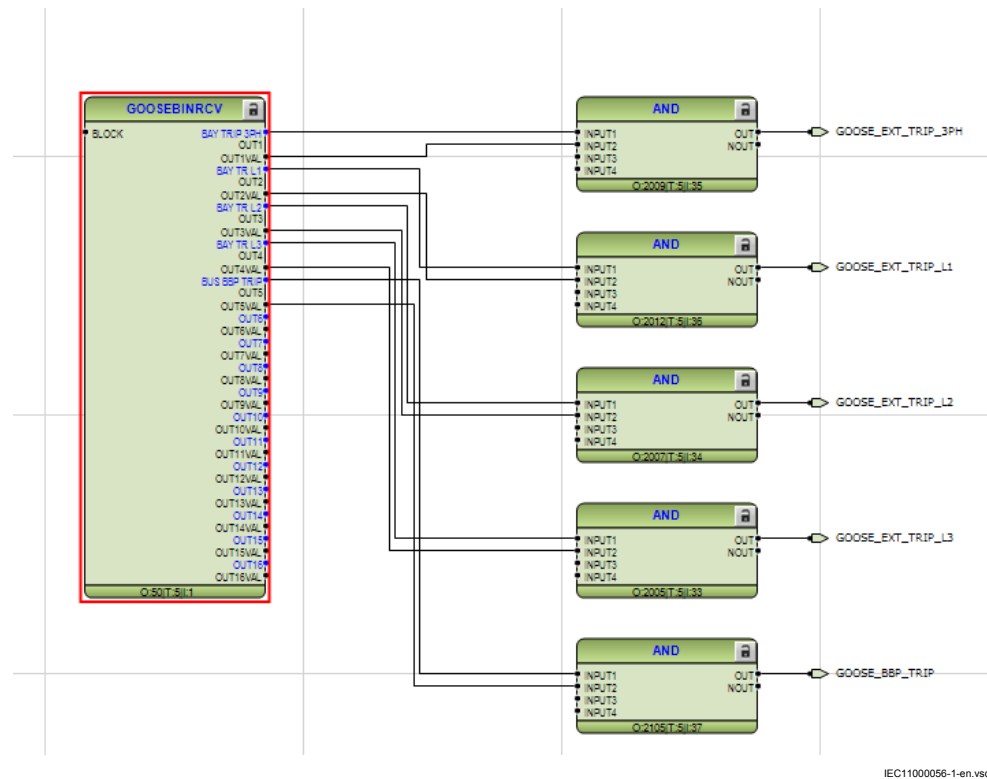 GOOSEBINRCV
BLOCK
BAY TRIP 3PH
OUT1
OUT1VAL
BAY TR L1
OUT2
OUT2VAL
BAY TR L2
OUT3
OUT3VAL
BAY TR L3
OUT4
OUT4VAL
BUS BBP TRIP
OUT5
OUT5VAL
OUT6
OUT6VAL
OUT7
OUT7VAL
OUT8
OUT8VAL
OUT9
OUT9VAL
OUT10
OUT10VAL
OUT11
OUT11VAL
OUT12
OUT12VAL
OUT13
OUT13VAL
OUT14
OUT14VAL
OUT15
OUT15VAL
OUT16
OUT16VAL
O:50|T:5|I:1
AND
INPUT1 OUT
INPUT2 NOUT
INPUT3
INPUT4
O:2009|T:5|I:35
GOOSE_EXT_TRIP_3PH
AND
INPUT1 OUT
INPUT2 NOUT
INPUT3
INPUT4
O:2012|T:5|I:36
GOOSE_EXT_TRIP_L1
AND
INPUT1 OUT
INPUT2 NOUT
INPUT3
INPUT4
O:2007|T:5|I:34
GOOSE_EXT_TRIP_L2
AND
INPUT1 OUT
INPUT2 NOUT
INPUT3
INPUT4
O:2005|T:5|I:33
GOOSE_EXT_TRIP_L3
AND
INPUT1 OUT
INPUT2 NOUT
INPUT3
INPUT4
O:2105|T:5|I:37
GOOSE_BBP_TRIP
IEC11000056-1-en.vsd